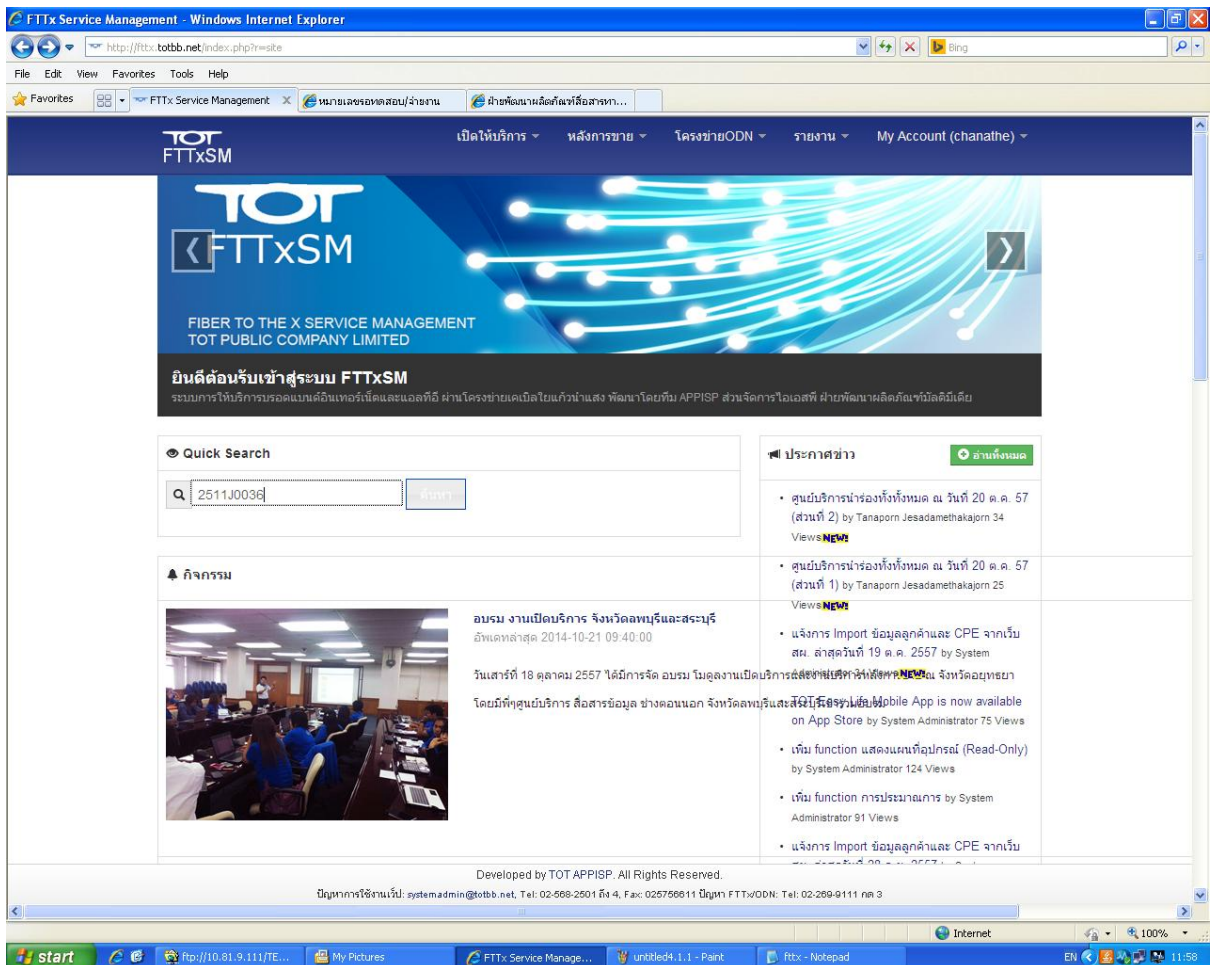 FTTx Service Management - Windows Internet Explorer
http://fttx.totbb.net/index.php?r=site
Bing
File Edit View Favorites Tools Help
Favorites
FTTx Service Management
หมายเลขรอทดสอบ/จ่ายงาน
ฝ่ายพัฒนาผลิตภัณฑ์สื่อสารทา...
TOT
FTTxSM
เปิดให้บริการ
หลังการขาย
โครงข่ายODN
รายงาน
My Account (chanathe)
TOT
FTTxSM
FIBER TO THE X SERVICE MANAGEMENT
TOT PUBLIC COMPANY LIMITED
ยินดีต้อนรับเข้าสู่ระบบ FTTxSM
ระบบการให้บริการบรอดแบนด์อินเทอร์เน็ตและแอลทีอี ผ่านโครงข่ายเคเบิลใยแก้วนำแสง พัฒนาโดยทีม APPISP ส่วนจัดการไอเอสพี ฝ่ายพัฒนาผลิตภัณฑ์มัลติมีเดีย
Quick Search
2511J0036
ค้นหา
กิจกรรม
อบรม งานเปิดบริการ จังหวัดลพบุรีและสระบุรี
อัพเดทล่าสุด 2014-10-21 09:40:00
วันเสาร์ที่ 18 ตุลาคม 2557 ได้มีการจัด อบรม โมดูลงานเปิดบริการ ณ จังหวัดอยุทธยา
โดยมีพี่ๆศูนย์บริการ สื่อสารข้อมูล ช่างตอนนอก จังหวัดลพบุรีและสระบุรี
ประกาศข่าว
อ่านทั้งหมด
ศูนย์บริการนำร่องทั้งทั้งหมด ณ วันที่ 20 ต.ค. 57
(ส่วนที่ 2) by Tanaporn Jesadamethakajorn 34
Views NEW!
ศูนย์บริการนำร่องทั้งทั้งหมด ณ วันที่ 20 ต.ค. 57
(ส่วนที่ 1) by Tanaporn Jesadamethakajorn 25
Views NEW!
แจ้งการ Import ข้อมูลลูกค้าและ CPE จากเว็บ
สผ. ล่าสุดวันที่ 19 ต.ค. 2557 by System
Administrator 34 Views NEW!
TOT Easy Life Mobile App is now available
on App Store by System Administrator 75 Views
เพิ่ม function แสดงแผนที่อุปกรณ์ (Read-Only)
by System Administrator 124 Views
เพิ่ม function การประมาณการ by System
Administrator 91 Views
แจ้งการ Import ข้อมูลลูกค้าและ CPE จากเว็บ
Developed by TOT APPISP. All Rights Reserved.
ปัญหาการใช้งานเว็ป: systemadmin@totbb.net, Tel: 02-568-2501 ถึง 4, Fax: 025756611 ปัญหา FTTx/ODN: Tel: 02-269-9111 กด 3
Internet
100%
start
ftp://10.81.9.111/TE...
My Pictures
FTTx Service Manage...
untitled4.1.1 - Paint
fttx - Notepad
EN
11:58